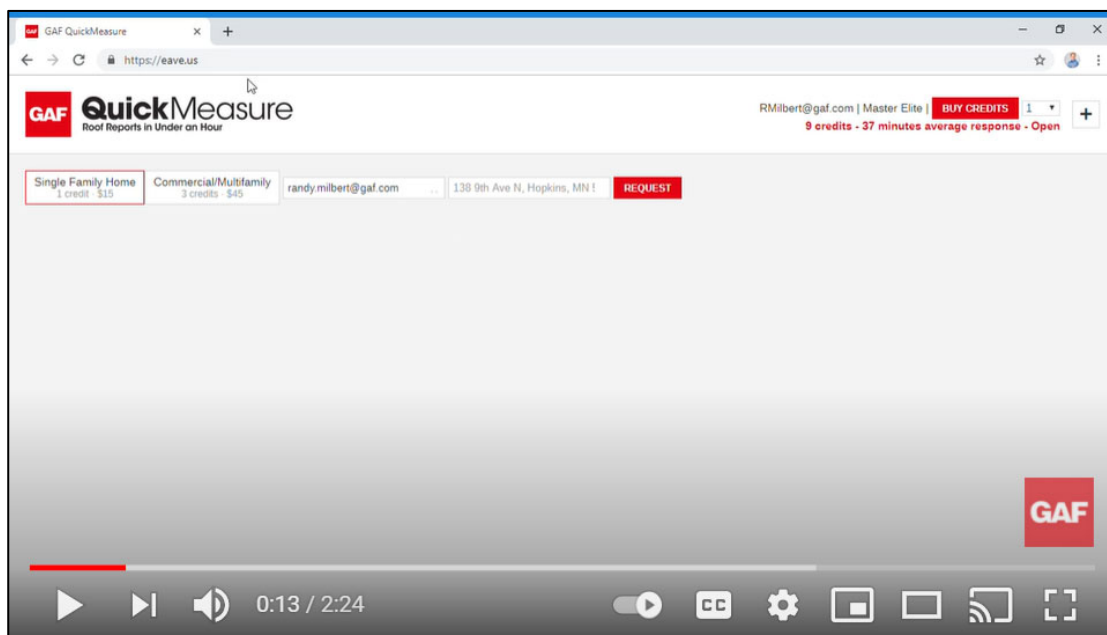 GAF QuickMeasure
https://eave.us
GAF
QuickMeasure
Roof Reports in Under an Hour
RMilbert@gaf.com | Master Elite | BUY CREDITS 1
9 credits - 37 minutes average response - Open
Single Family Home
1 credit - $15
Commercial/Multifamily
3 credits - $45
randy.milbert@gaf.com
138 9th Ave N, Hopkins, MN
REQUEST
GAF
0:13 / 2:24
CC